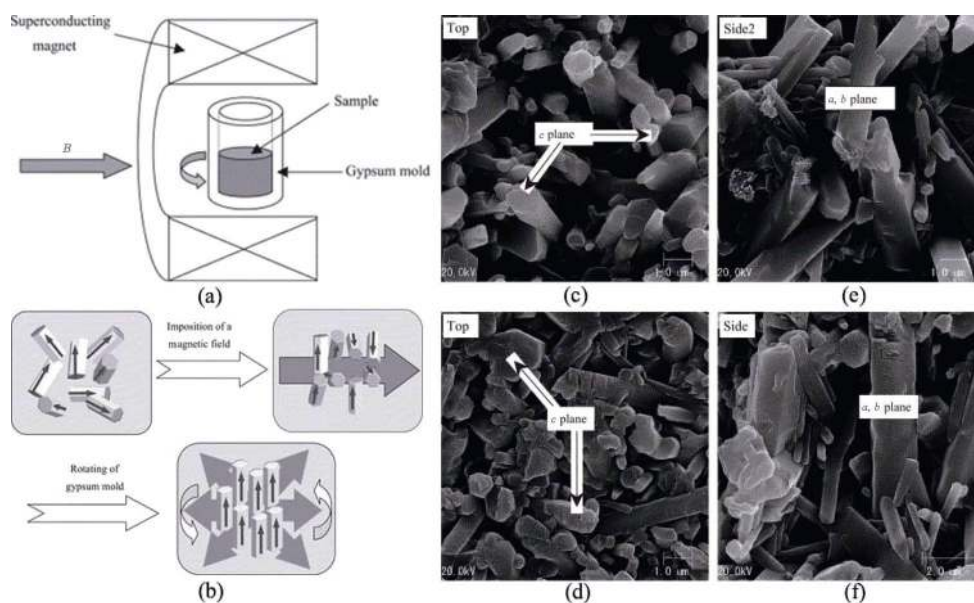 Superconducting
magnet
Sample
B
Gypsum mold
(a)
Imposition of a
magnetic field
Rotating of
gypsum mold
(b)
Top
c plane
20.0kV
1.0 um
(c)
Side2
a, b plane
20.0kV
1.0 um
(e)
Top
c plane
20.0kV
1.0 um
(d)
Side
a, b plane
20.0kV
2.0 um
(f)